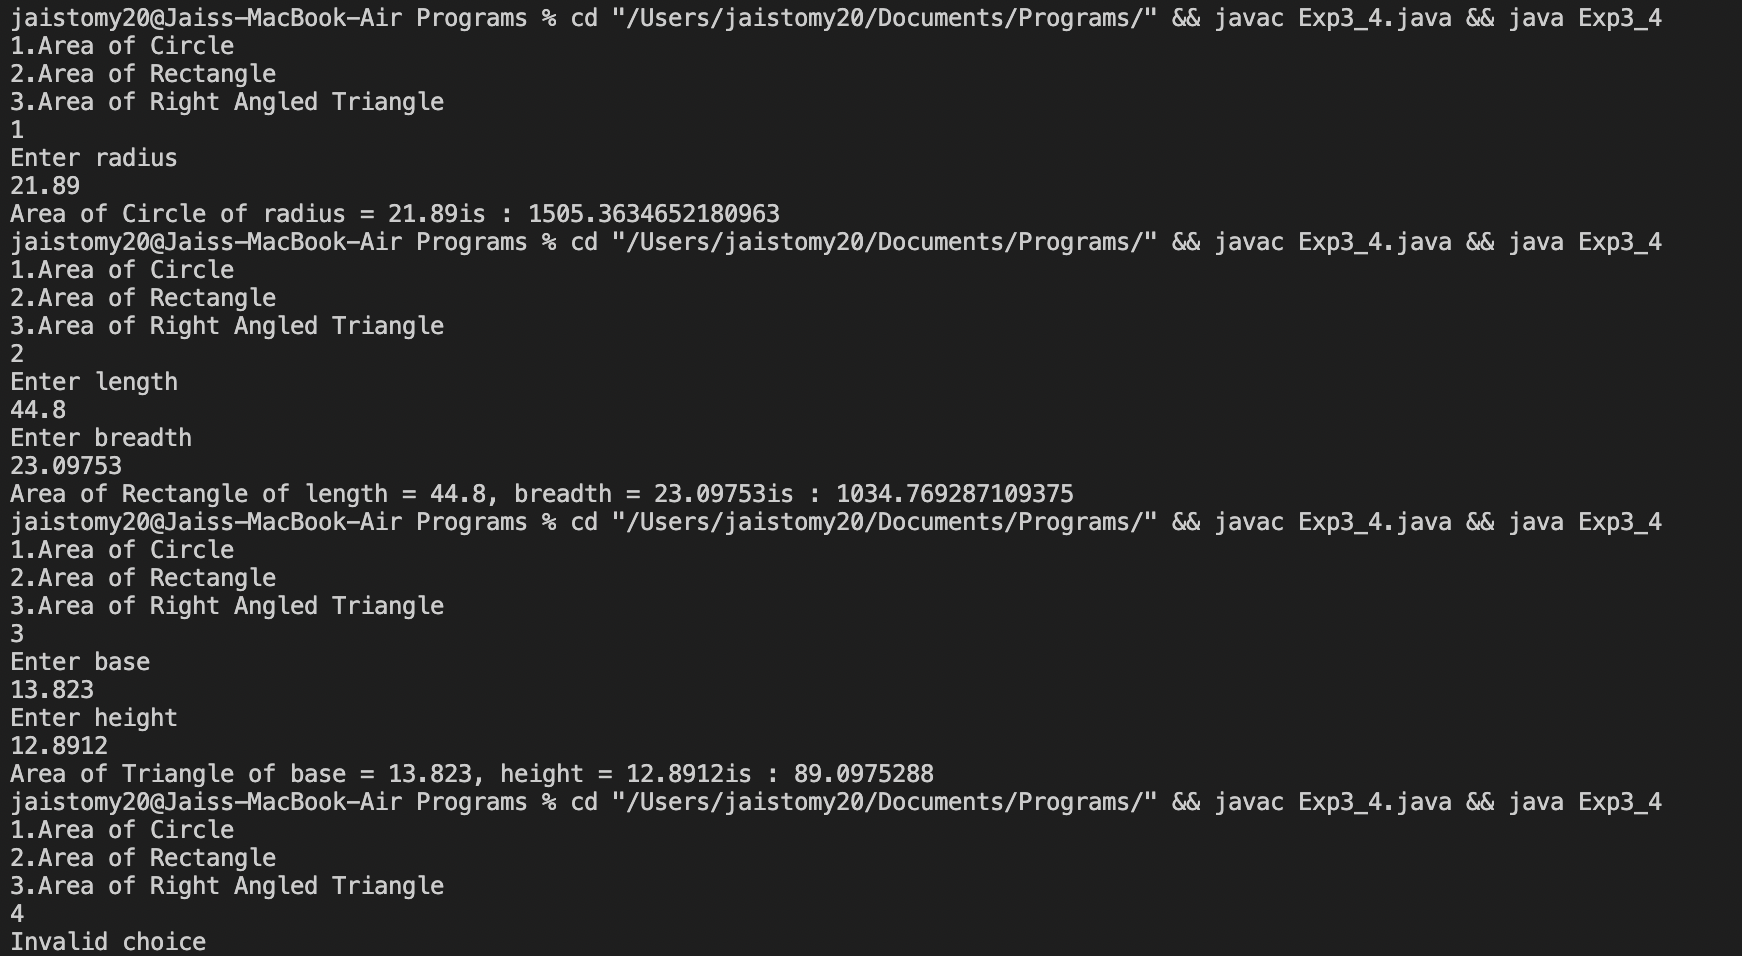 jaistomy20@Jaiss-MacBook-Air Programs % cd "/Users/jaistomy20/Documents/Programs/" && javac Exp3_4.java && java Exp3_4
1.Area of Circle
2.Area of Rectangle
3.Area of Right Angled Triangle
1
Enter radius
21.89
Area of Circle of radius = 21.89is : 1505.3634652180963
jaistomy20@Jaiss-MacBook-Air Programs % cd "/Users/jaistomy20/Documents/Programs/" && javac Exp3_4.java && java Exp3_4
1.Area of Circle
2.Area of Rectangle
3.Area of Right Angled Triangle
2
Enter length
44.8
Enter breadth
23.09753
Area of Rectangle of length = 44.8, breadth = 23.09753is : 1034.769287109375
jaistomy20@Jaiss-MacBook-Air Programs % cd "/Users/jaistomy20/Documents/Programs/" && javac Exp3_4.java && java Exp3_4
1.Area of Circle
2.Area of Rectangle
3.Area of Right Angled Triangle
3
Enter base
13.823
Enter height
12.8912
Area of Triangle of base = 13.823, height = 12.8912is : 89.0975288
jaistomy20@Jaiss-MacBook-Air Programs % cd "/Users/jaistomy20/Documents/Programs/" && javac Exp3_4.java && java Exp3_4
1.Area of Circle
2.Area of Rectangle
3.Area of Right Angled Triangle
4
Invalid choice